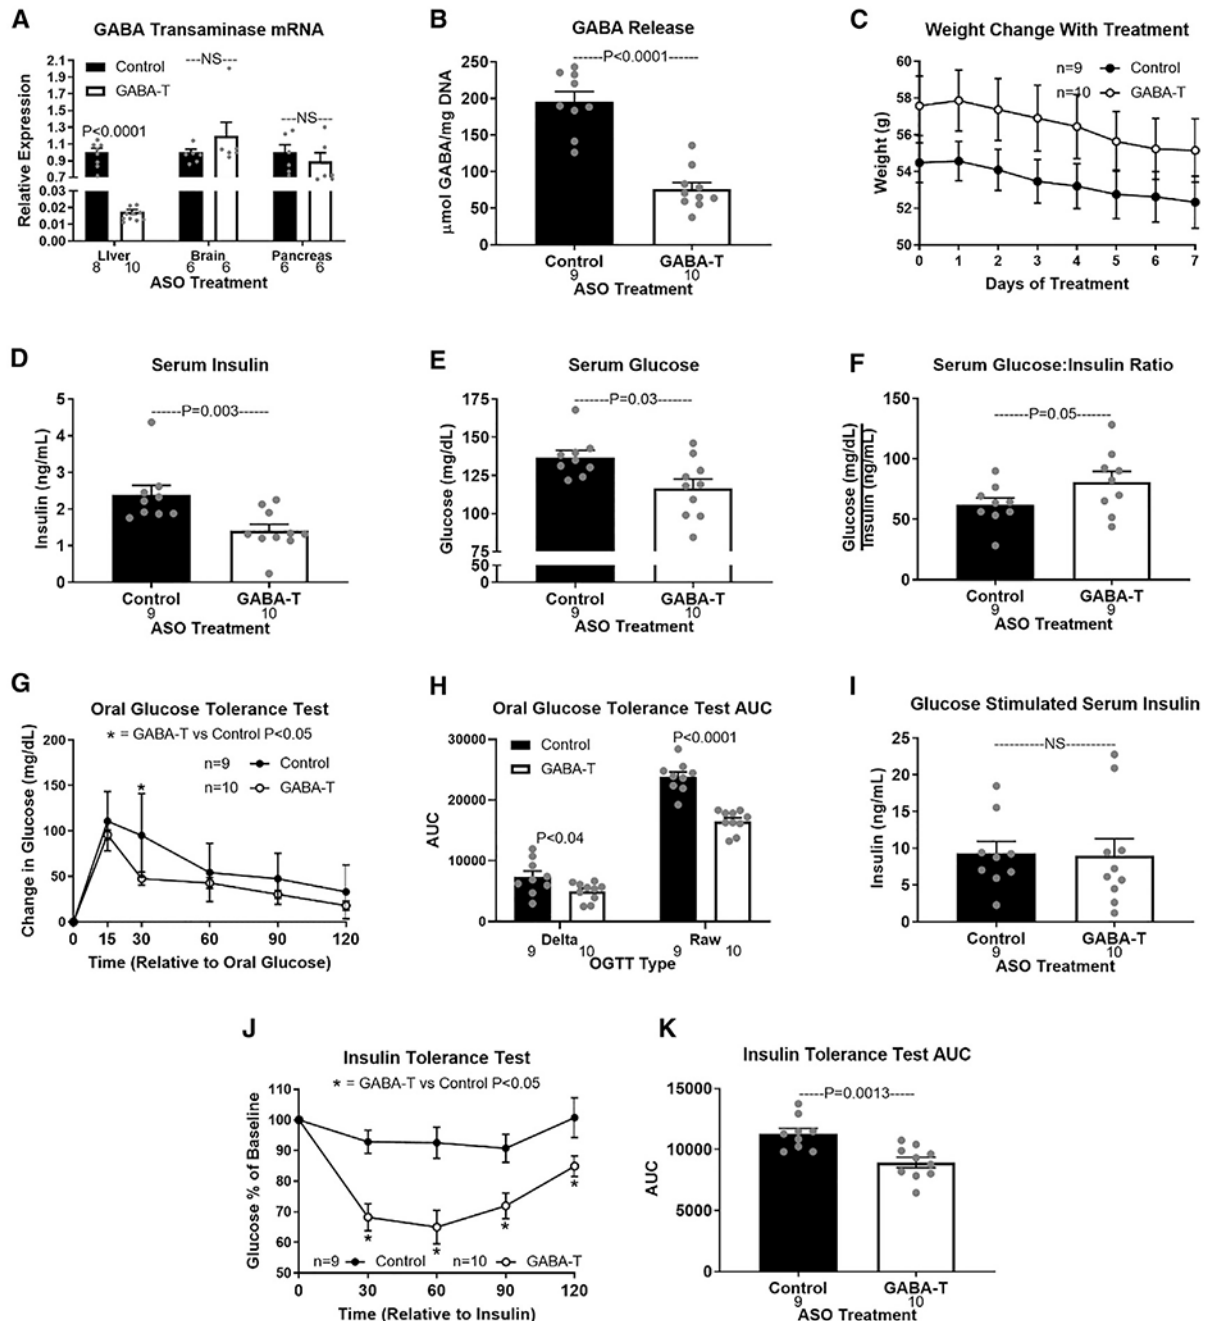 A
GABA Transaminase mRNA
Relative Expression
2.1
1.9
1.7
1.5
1.3
1.1
0.9
0.7
0.03
0.02
0.01
0.00
Control
GABA-T
---NS---
P<0.0001
---NS---
LIver Brain Pancreas
8 10 6 6 6 6
ASO Treatment
B
GABA Release
-------P<0.0001------
μmol GABA/mg DNA
250
200
150
100
50
0
Control GABA-T
9 10
ASO Treatment
C
Weight Change With Treatment
n=9 Control
n=10 GABA-T
Weight (g)
60
58
56
54
52
50
0 1 2 3 4 5 6 7
Days of Treatment
D
Serum Insulin
-------P=0.003-------
Insulin (ng/mL)
5
4
3
2
1
0
Control GABA-T
9 10
ASO Treatment
E
Serum Glucose
--------P=0.03--------
Glucose (mg/dL)
175
150
125
100
75
50
0
Control GABA-T
9 10
ASO Treatment
F
Serum Glucose:Insulin Ratio
--------P=0.05--------
Glucose (mg/dL)
Insulin (ng/mL)
150
100
50
0
Control GABA-T
9 9
ASO Treatment
G
Oral Glucose Tolerance Test
* = GABA-T vs Control P<0.05
n=9 Control
n=10 GABA-T
*
Change in Glucose (mg/dL)
200
150
100
50
0
0 15 30 60 90 120
Time (Relative to Oral Glucose)
H
Oral Glucose Tolerance Test AUC
Control
GABA-T
P<0.0001
P<0.04
AUC
30000
20000
10000
0
Delta Raw
9 10 9 10
OGTT Type
I
Glucose Stimulated Serum Insulin
-----------NS-----------
Insulin (ng/mL)
25
20
15
10
5
0
Control GABA-T
9 10
ASO Treatment
J
Insulin Tolerance Test
* = GABA-T vs Control P<0.05
Glucose % of Baseline
110
100
90
80
70
60
50
* * * *
n=9 Control n=10 GABA-T
0 30 60 90 120
Time (Relative to Insulin)
K
Insulin Tolerance Test AUC
------P=0.0013------
AUC
15000
10000
5000
0
Control GABA-T
9 10
ASO Treatment